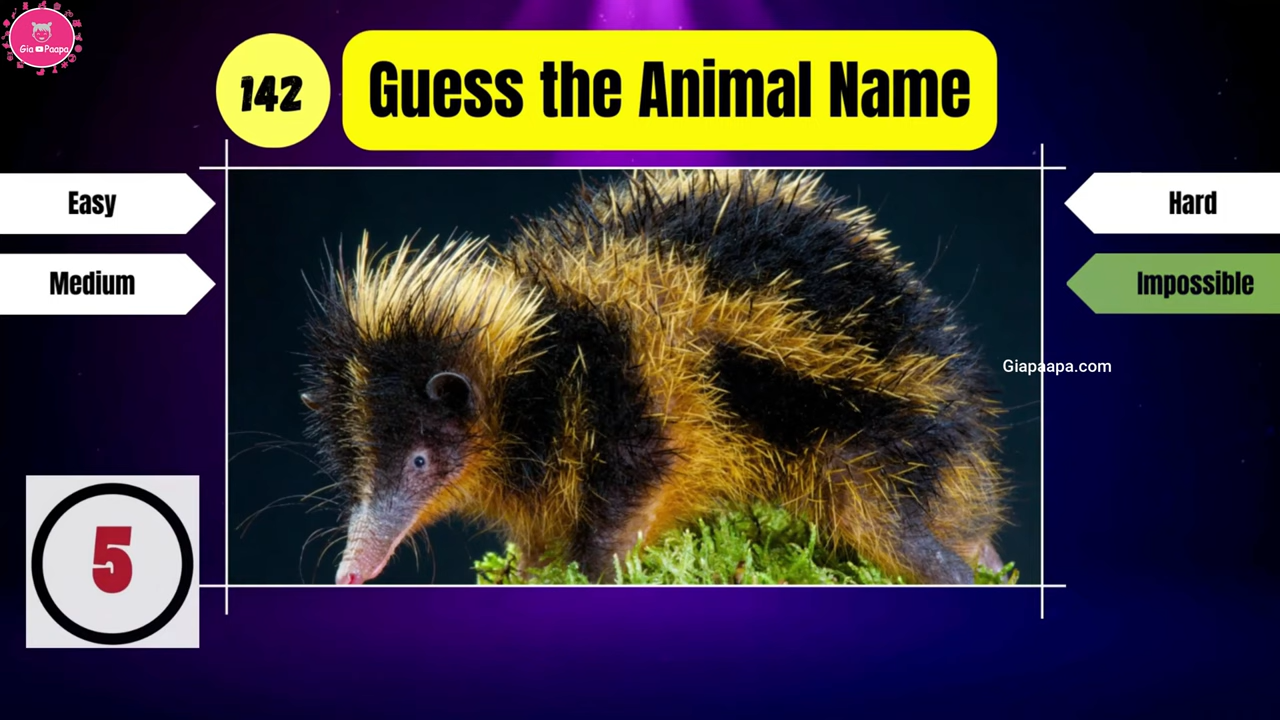 Gia Paapa
142
Guess the Animal Name
Easy
Medium
Hard
Impossible
Giapaapa.com
5